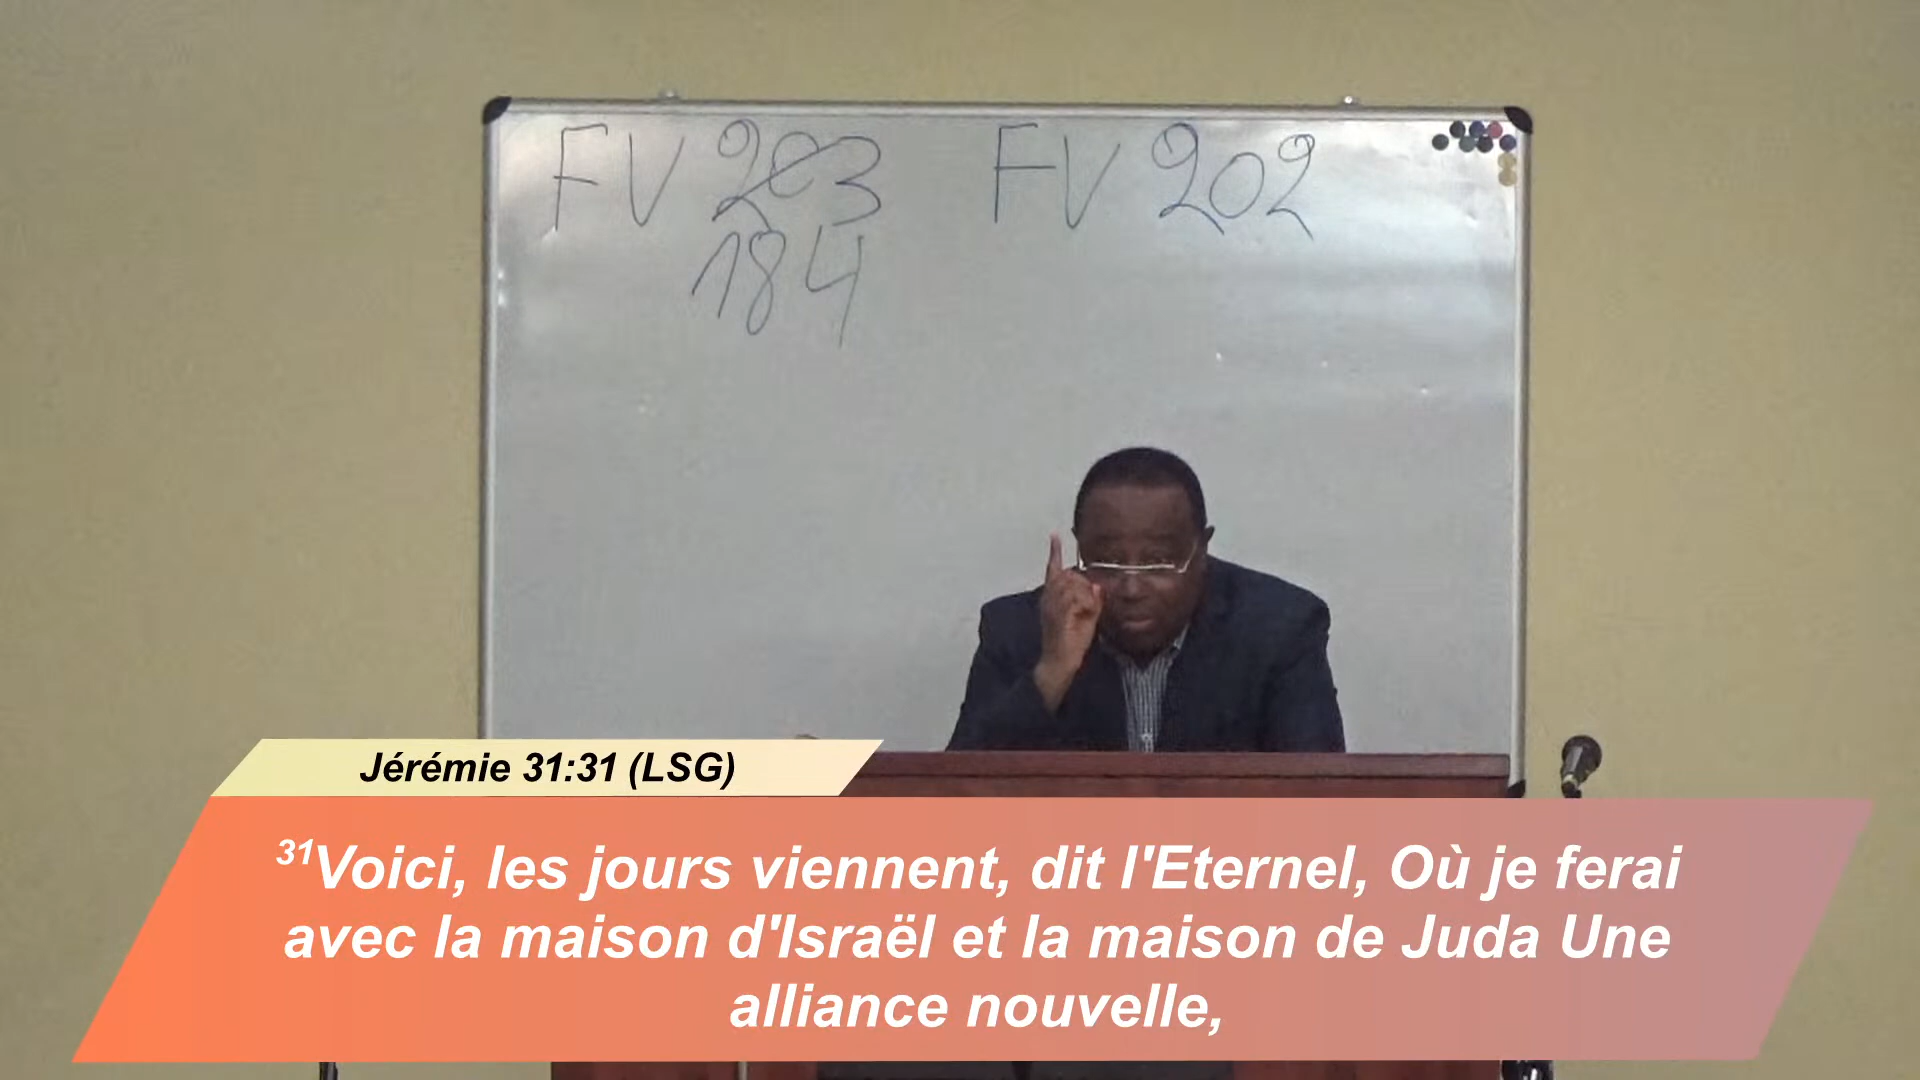 FV 203 FV 202
184
Jérémie 31:31 (LSG)
31Voici, les jours viennent, dit l'Eternel, Où je ferai
avec la maison d'Israël et la maison de Juda Une
alliance nouvelle,